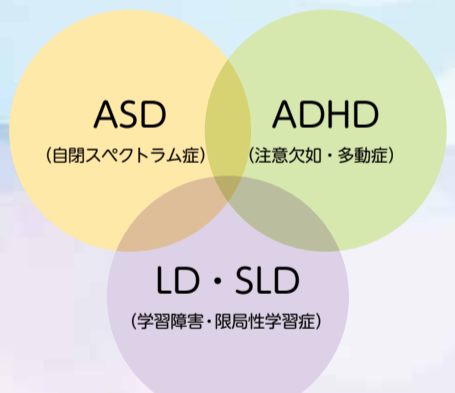 ASD
(自閉スペクトラム症)
ADHD
(注意欠如・多動症)
LD・SLD
(学習障害・限局性学習症)